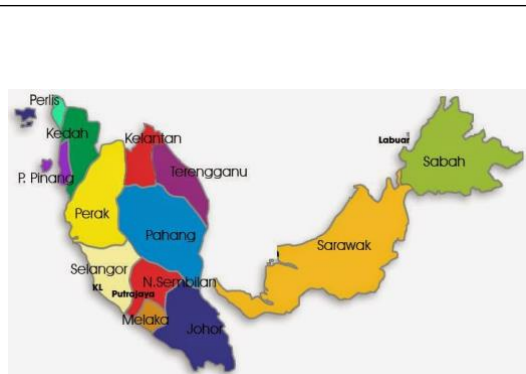 Perlis
Kedah
P. Pinang
Kelantan
Terengganu
Perak
Pahang
Selangor
KL
Putrajaya
N.Sembilan
Melaka
Johor
Labuan
Sabah
Sarawak